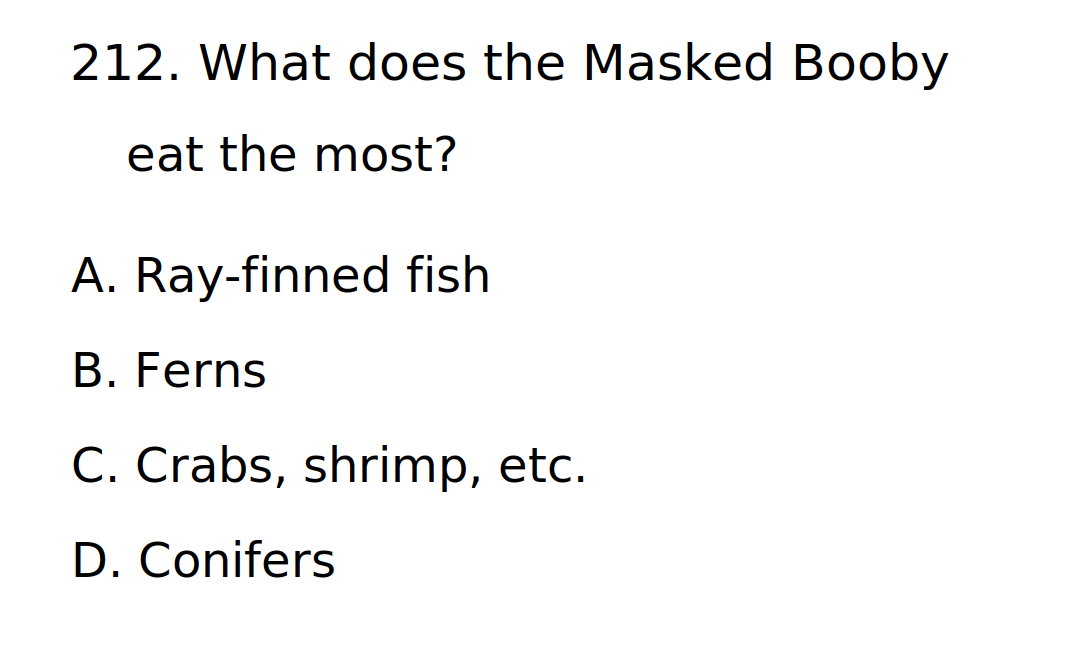 212. What does the Masked Booby
eat the most?
A. Ray-finned fish
B. Ferns
C. Crabs, shrimp, etc.
D. Conifers